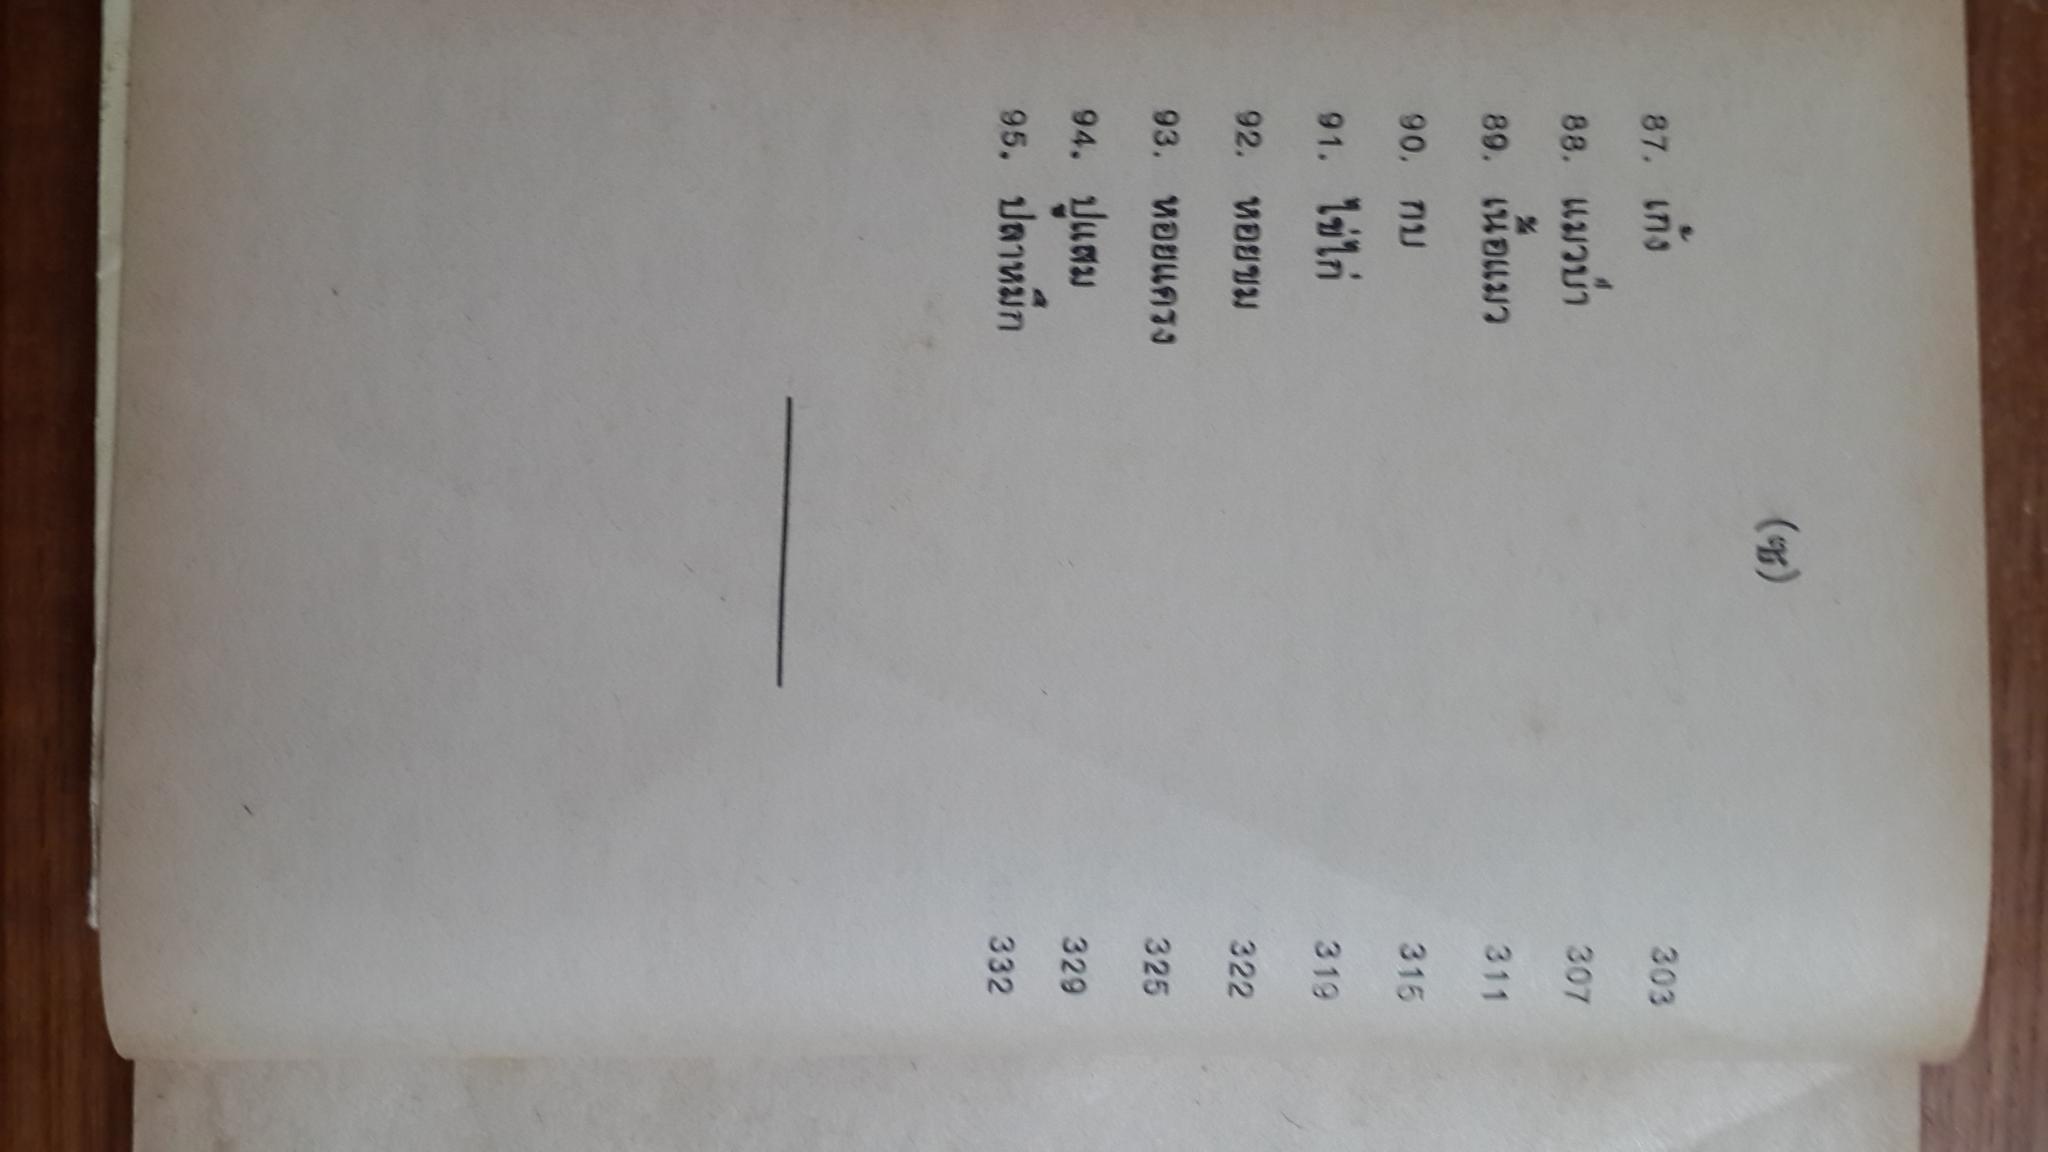 (ซ)
87. เก้ง 303
88. แมวป่า 307
89. เนื้อแมว 311
90. กบ 315
91. ไข่ไก่ 319
92. หอยขม 322
93. หอยแครง 325
94. ปูแสม 329
95. ปลาหมึก 332